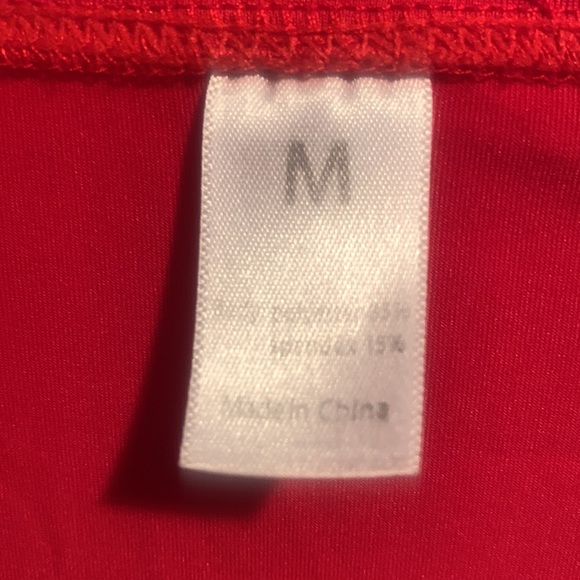 M
Body polyester 85%
spandex 15%
Made in China